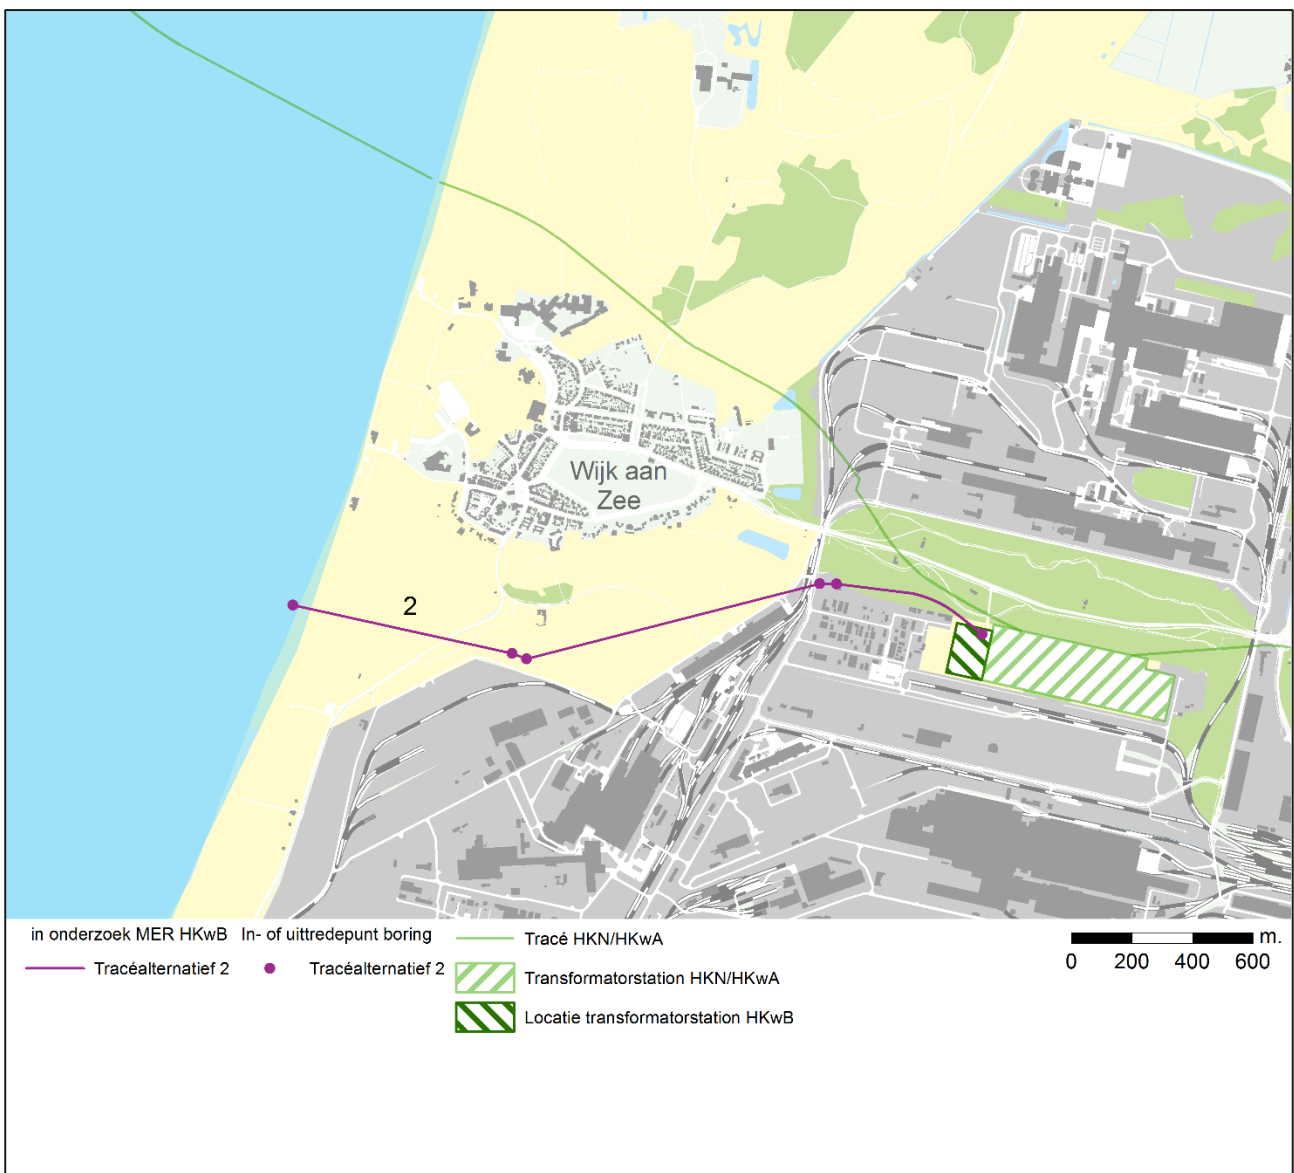 Wijk aan
Zee
2
in onderzoek MER HKwB
In- of uittredepunt boring
Tracéalternatief 2
Tracéalternatief 2
Tracé HKN/HKwA
Transformatorstation HKN/HKwA
Locatie transformatorstation HKwB
m.
0 200 400 600